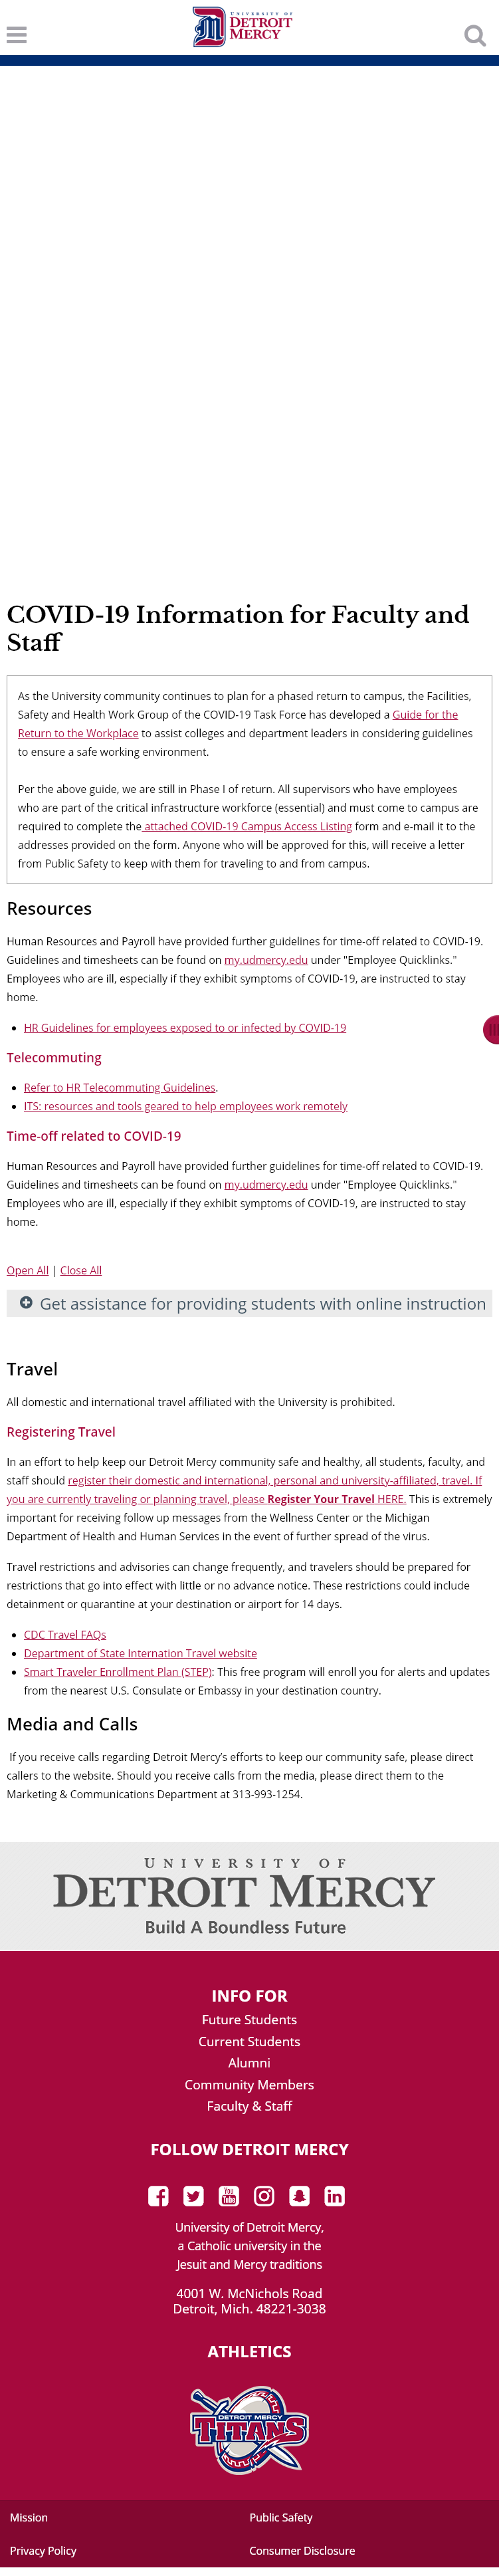 UNIVERSITY OF
DETROIT
MERCY
COVID-19 Information for Faculty and
Staff
As the University community continues to plan for a phased return to campus, the Facilities,
Safety and Health Work Group of the COVID-19 Task Force has developed a Guide for the
Return to the Workplace to assist colleges and department leaders in considering guidelines
to ensure a safe working environment.
Per the above guide, we are still in Phase I of return. All supervisors who have employees
who are part of the critical infrastructure workforce (essential) and must come to campus are
required to complete the attached COVID-19 Campus Access Listing form and e-mail it to the
addresses provided on the form. Anyone who will be approved for this, will receive a letter
from Public Safety to keep with them for traveling to and from campus.
Resources
Human Resources and Payroll have provided further guidelines for time-off related to COVID-19.
Guidelines and timesheets can be found on my.udmercy.edu under "Employee Quicklinks."
Employees who are ill, especially if they exhibit symptoms of COVID-19, are instructed to stay
home.
• HR Guidelines for employees exposed to or infected by COVID-19
Telecommuting
• Refer to HR Telecommuting Guidelines.
• ITS: resources and tools geared to help employees work remotely
Time-off related to COVID-19
Human Resources and Payroll have provided further guidelines for time-off related to COVID-19.
Guidelines and timesheets can be found on my.udmercy.edu under "Employee Quicklinks."
Employees who are ill, especially if they exhibit symptoms of COVID-19, are instructed to stay
home.
Open All | Close All
Get assistance for providing students with online instruction
Travel
All domestic and international travel affiliated with the University is prohibited.
Registering Travel
In an effort to help keep our Detroit Mercy community safe and healthy, all students, faculty, and
staff should register their domestic and international, personal and university-affiliated, travel. If
you are currently traveling or planning travel, please Register Your Travel HERE. This is extremely
important for receiving follow up messages from the Wellness Center or the Michigan
Department of Health and Human Services in the event of further spread of the virus.
Travel restrictions and advisories can change frequently, and travelers should be prepared for
restrictions that go into effect with little or no advance notice. These restrictions could include
detainment or quarantine at your destination or airport for 14 days.
• CDC Travel FAQs
• Department of State Internation Travel website
• Smart Traveler Enrollment Plan (STEP): This free program will enroll you for alerts and updates
from the nearest U.S. Consulate or Embassy in your destination country.
Media and Calls
If you receive calls regarding Detroit Mercy's efforts to keep our community safe, please direct
callers to the website. Should you receive calls from the media, please direct them to the
Marketing & Communications Department at 313-993-1254.
UNIVERSITY OF
DETROIT MERCY
Build A Boundless Future
INFO FOR
Future Students
Current Students
Alumni
Community Members
Faculty & Staff
FOLLOW DETROIT MERCY
You Tube
University of Detroit Mercy,
a Catholic university in the
Jesuit and Mercy traditions
4001 W. McNichols Road
Detroit, Mich. 48221-3038
ATHLETICS
DETROIT MERCY
TITANS
Mission Public Safety
Privacy Policy Consumer Disclosure